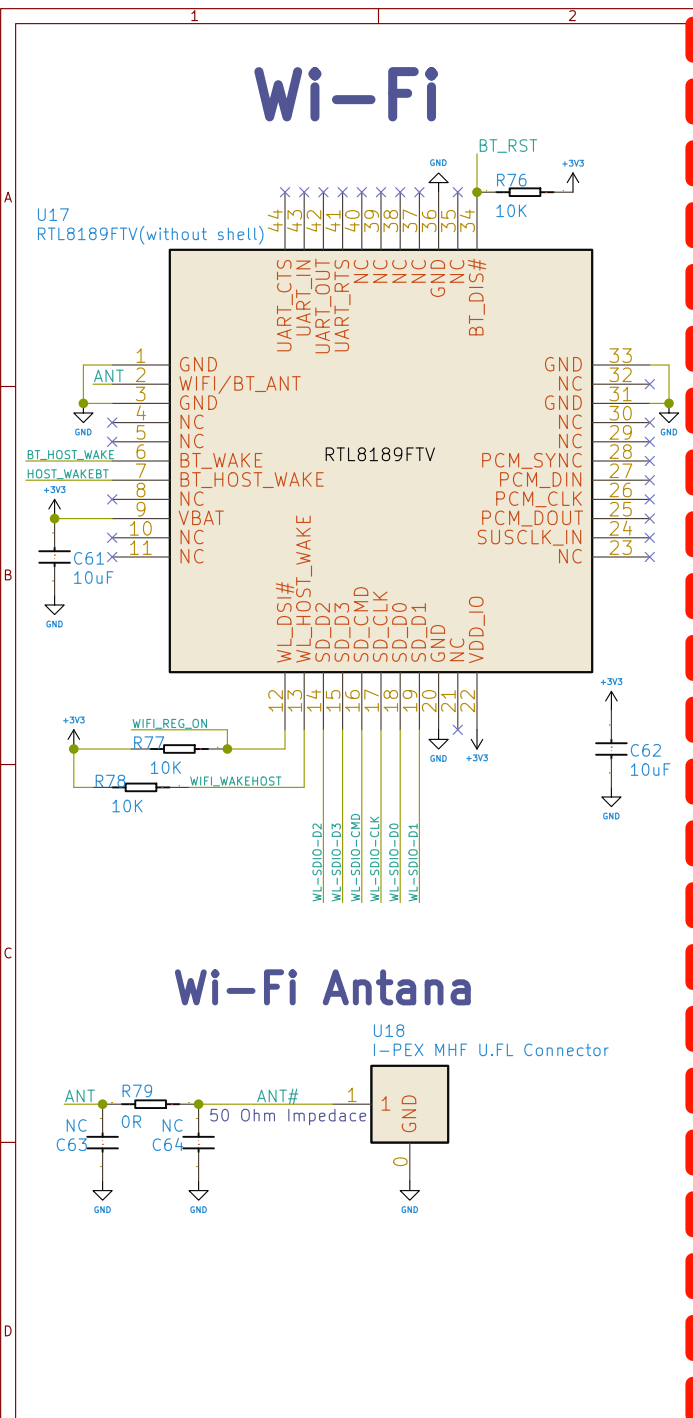 1 2
Wi-Fi
BT_RST
GND
+3V3
R76
10K
A
U17
RTL8189FTV(without shell)
44 43 42 41 40 39 38 37 36 35 34
UART_CTS UART_IN UART_OUT UART_RTS NC NC NC NC GND NC BT_DIS#
1 GND
ANT 2 WIFI/BT_ANT
3 GND
GND
4 NC
5 NC
BT_HOST_WAKE 6 BT_WAKE
HOST_WAKEBT 7 BT_HOST_WAKE
+3V3
8 NC
9 VBAT
10 NC
11 NC
RTL8189FTV
GND 33
NC 32
GND 31
GND
NC 30
NC 29
PCM_SYNC 28
PCM_DIN 27
PCM_CLK 26
PCM_DOUT 25
SUSCLK_IN 24
NC 23
B
C61
10uF
GND
WL_DSI# WL_HOST_WAKE SD_D2 SD_D3 SD_CMD SD_CLK SD_D0 SD_D1 GND NC VDD_IO
12 13 14 15 16 17 18 19 20 21 22
+3V3
WIFI_REG_ON
R77
10K
R78
10K
WIFI_WAKEHOST
GND
+3V3
+3V3
C62
10uF
GND
WL-SDIO-D2
WL-SDIO-D3
WL-SDIO-CMD
WL-SDIO-CLK
WL-SDIO-D0
WL-SDIO-D1
C
Wi-Fi Antana
U18
I-PEX MHF U.FL Connector
ANT
R79
0R
ANT#
50 Ohm Impedace
1
1
GND
0
NC
C63
NC
C64
GND
GND
GND
D